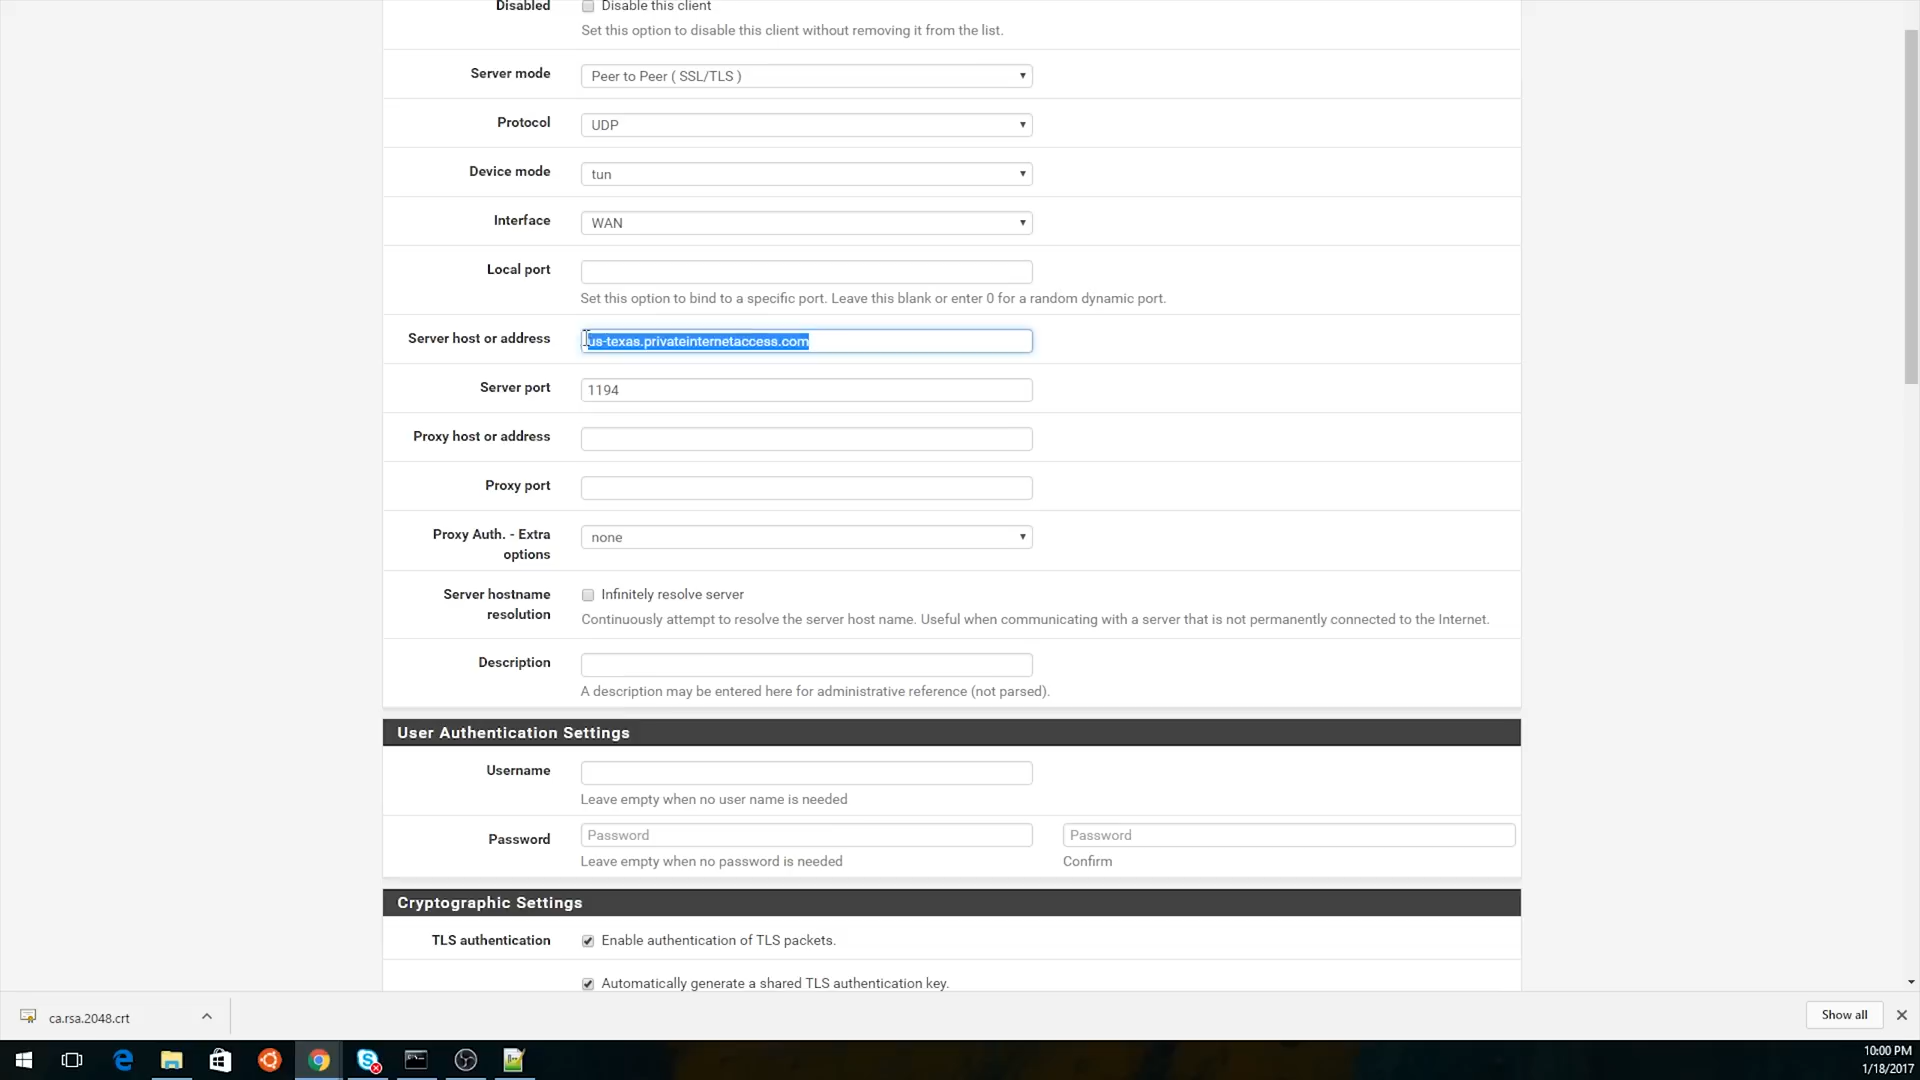 Disabled
Disable this client
Set this option to disable this client without removing it from the list.
Server mode
Peer to Peer ( SSL/TLS )
Protocol
UDP
Device mode
tun
Interface
WAN
Local port
Set this option to bind to a specific port. Leave this blank or enter 0 for a random dynamic port.
Server host or address
us-texas.privateinternetaccess.com
Server port
1194
Proxy host or address
Proxy port
Proxy Auth. - Extra
options
none
Server hostname
resolution
Infinitely resolve server
Continuously attempt to resolve the server host name. Useful when communicating with a server that is not permanently connected to the Internet.
Description
A description may be entered here for administrative reference (not parsed).
User Authentication Settings
Username
Leave empty when no user name is needed
Password
Password
Password
Leave empty when no password is needed
Confirm
Cryptographic Settings
TLS authentication
Enable authentication of TLS packets.
Automatically generate a shared TLS authentication key.
ca.rsa.2048.crt
Show all
10:00 PM
1/18/2017